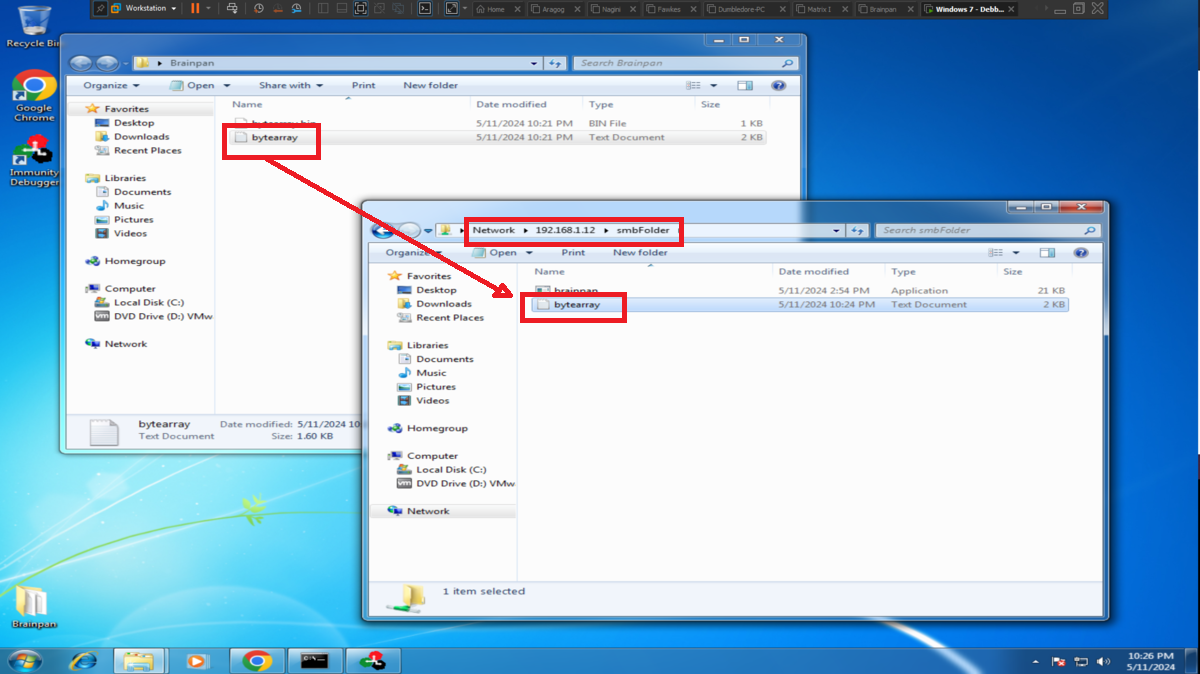 Workstation
Home
Aragog
Nagini
Fawkes
Dumbledore-PC
Matrix I
Brainpan
Windows 7 - Debb...
Recycle Bin
Google
Chrome
Immunity
Debugger
Brainpan
Brainpan
Search Brainpan
Organize
Open
Share with
Print
New folder
Name
Date modified
Type
Size
bytearray.bin
5/11/2024 10:21 PM
BIN File
1 KB
bytearray
5/11/2024 10:21 PM
Text Document
2 KB
Favorites
Desktop
Downloads
Recent Places
Libraries
Documents
Music
Pictures
Videos
Homegroup
Computer
Local Disk (C:)
DVD Drive (D:) VMw
Network
bytearray
Date modified: 5/11/2024 10
Text Document
Size: 1.60 KB
Network
192.168.1.12
smbFolder
Search smbFolder
Organize
Open
Print
New folder
Name
Date modified
Type
Size
brainpan
5/11/2024 2:54 PM
Application
21 KB
bytearray
5/11/2024 10:24 PM
Text Document
2 KB
Favorites
Desktop
Downloads
Recent Places
Libraries
Documents
Music
Pictures
Videos
Homegroup
Computer
Local Disk (C:)
DVD Drive (D:) VMw
Network
1 item selected
10:26 PM
5/11/2024